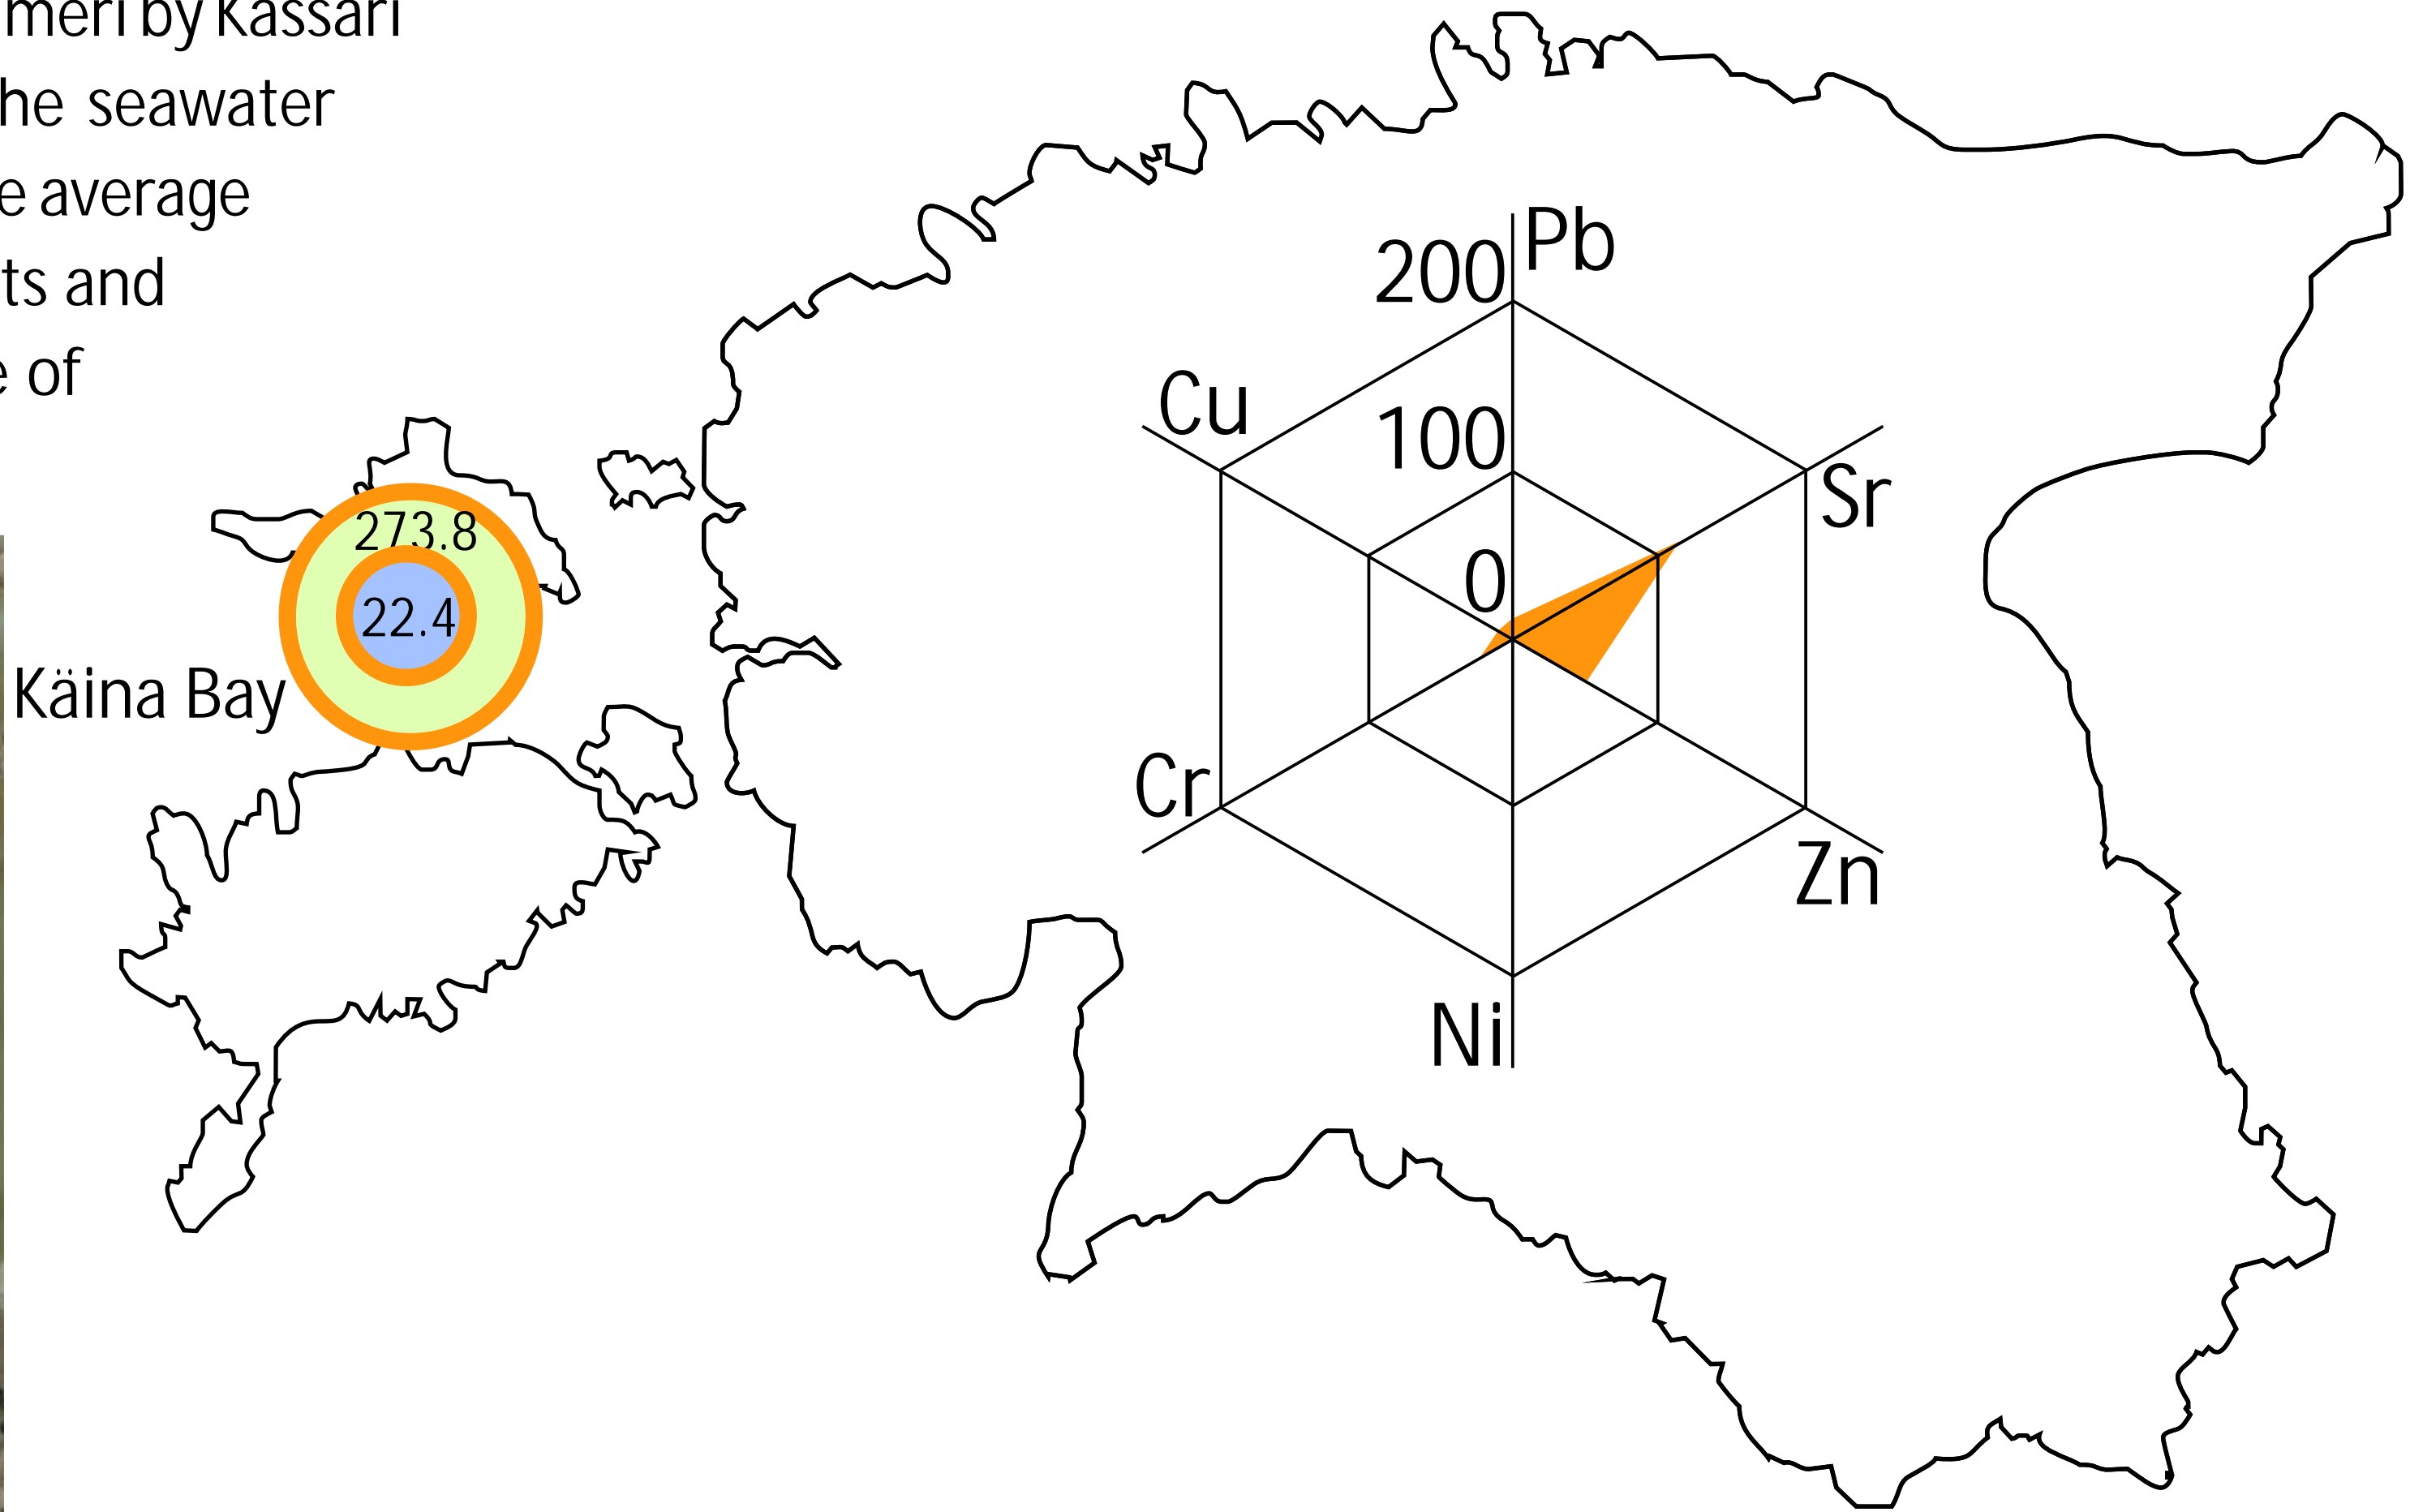 meri by Kassari
he seawater
e average
ts and
e of
Pb
200
Cu
100
Sr
0
273.8
22.4
Käina Bay
Cr
Zn
Ni